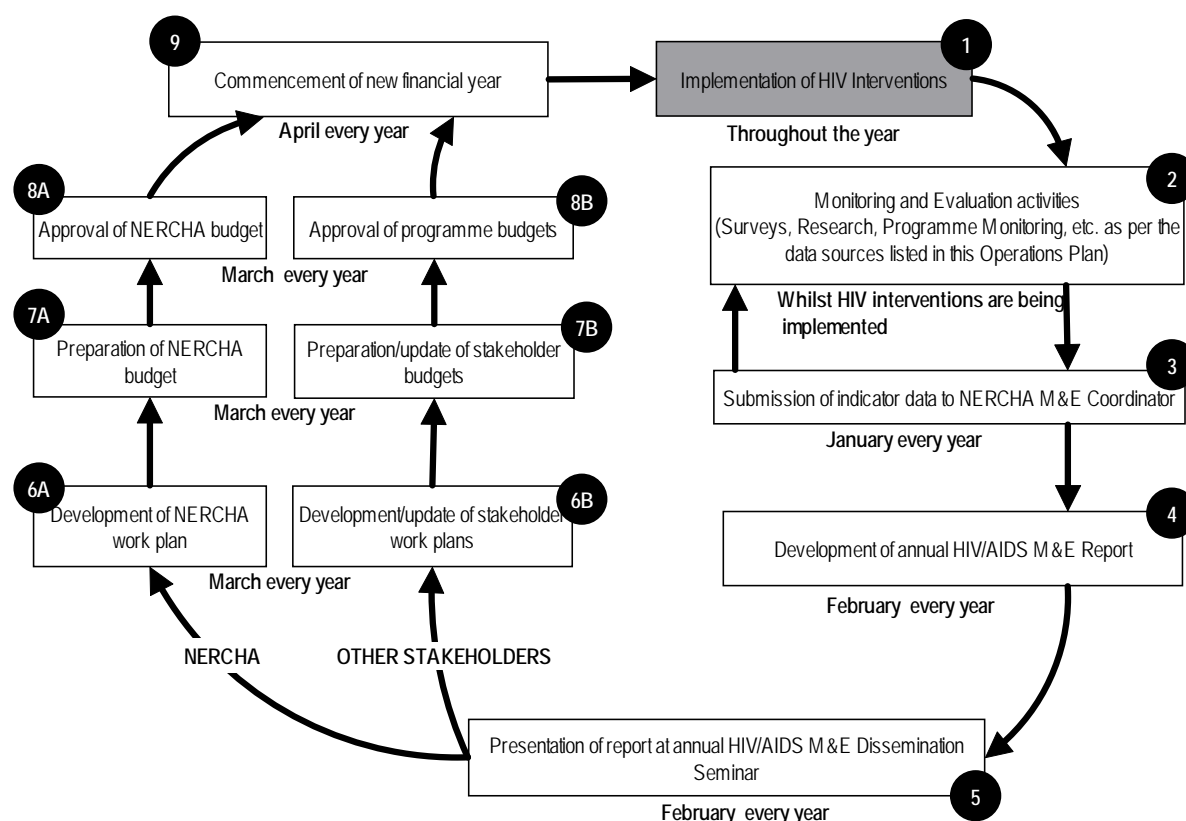 9
Commencement of new financial year
April every year
1
Implementation of HIV Interventions
Throughout the year
2
Monitoring and Evaluation activities
(Surveys, Research, Programme Monitoring, etc. as per the
data sources listed in this Operations Plan)
Whilst HIV interventions are being
implemented
3
Submission of indicator data to NERCHA M&E Coordinator
January every year
4
Development of annual HIV/AIDS M&E Report
February every year
5
Presentation of report at annual HIV/AIDS M&E Dissemination
Seminar
February every year
NERCHA
OTHER STAKEHOLDERS
6A
Development of NERCHA
work plan
6B
Development/update of stakeholder
work plans
March every year
7A
Preparation of NERCHA
budget
7B
Preparation/update of stakeholder
budgets
March every year
8A
Approval of NERCHA budget
8B
Approval of programme budgets
March every year